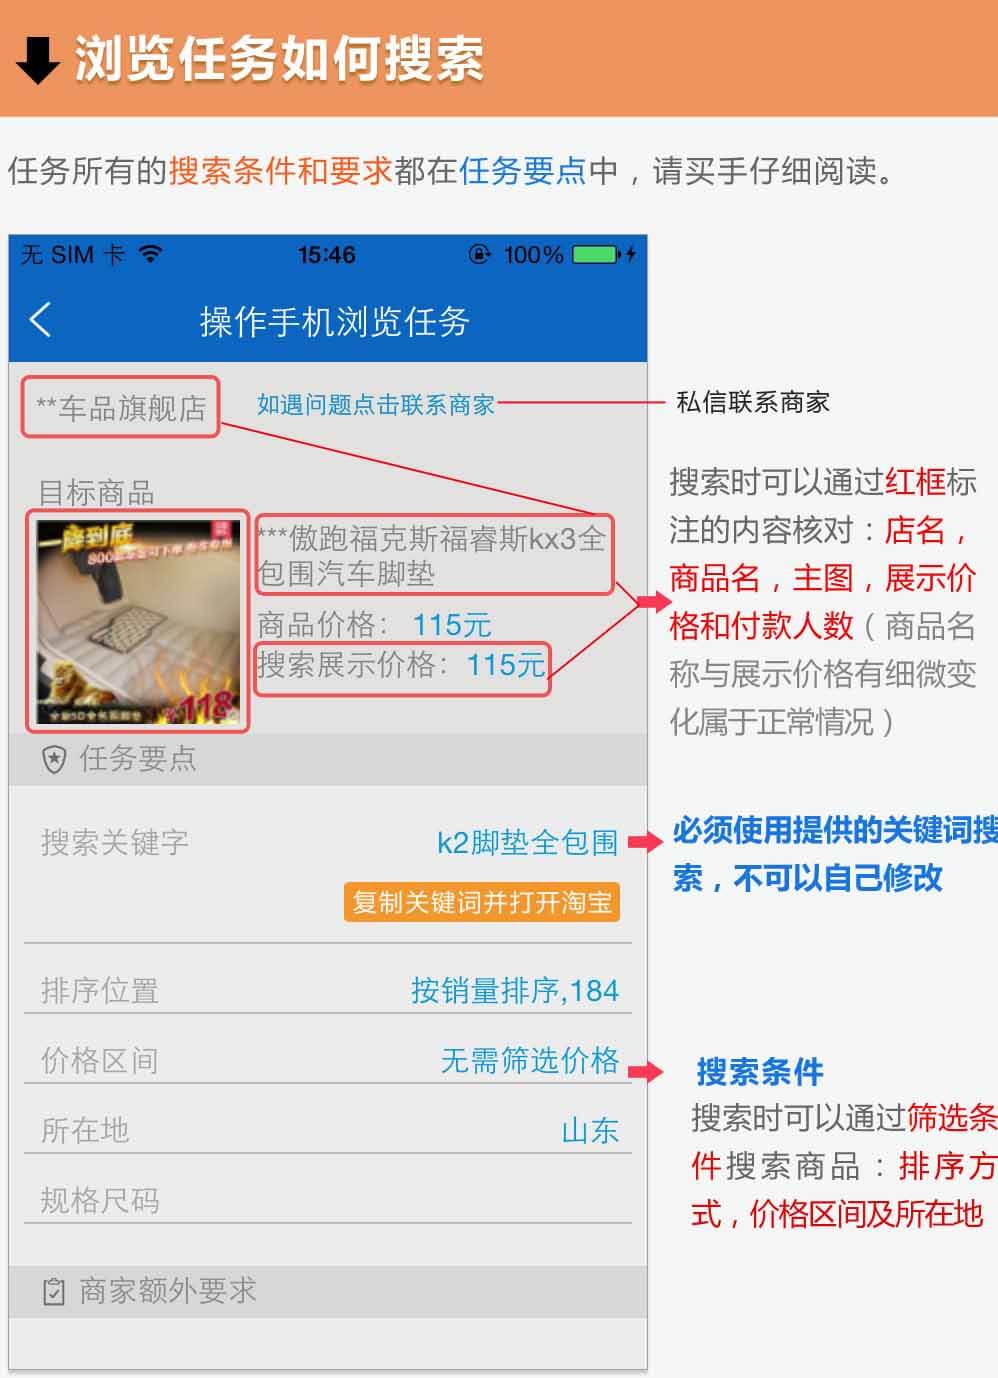 浏览任务如何搜索
任务所有的搜索条件和要求都在任务要点中，请买手仔细阅读。
无 SIM 卡
15:46
100%
操作手机浏览任务
**车品旗舰店
如遇问题点击联系商家
私信联系商家
目标商品
一降到底
***傲跑福克斯福睿斯kx3全
包围汽车脚垫
商品价格： 115元
搜索展示价格：115元
118
搜索时可以通过红框标
注的内容核对：店名，
商品名，主图，展示价
格和付款人数（商品名
称与展示价格有细微变
化属于正常情况）
任务要点
搜索关键字
k2脚垫全包围
复制关键词并打开淘宝
必须使用提供的关键词搜
索，不可以自己修改
排序位置
按销量排序,184
价格区间
无需筛选价格
所在地
山东
规格尺码
搜索条件
搜索时可以通过筛选条
件搜索商品：排序方
式，价格区间及所在地
商家额外要求